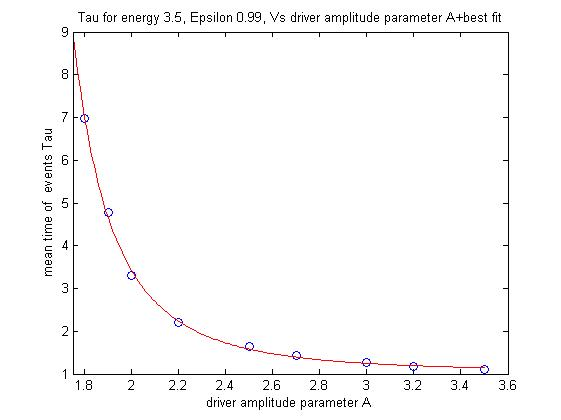 Tau for energy 3.5, Epsilon 0.99, Vs driver amplitude parameter A+best fit
9
8
7
6
5
4
3
2
1
mean time of  events Tau
1.8 2 2.2 2.4 2.6 2.8 3 3.2 3.4 3.6
driver amplitude parameter A